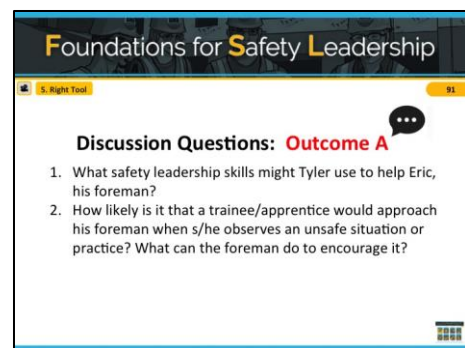 Foundations for Safety Leadership
5. Right Tool
91
Discussion Questions: Outcome A
1. What safety leadership skills might Tyler use to help Eric,
his foreman?
2. How likely is it that a trainee/apprentice would approach
his foreman when s/he observes an unsafe situation or
practice? What can the foreman do to encourage it?